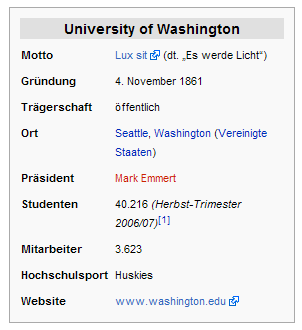 University of Washington
Motto Lux sit (dt. „Es werde Licht“)
Gründung 4. November 1861
Trägerschaft öffentlich
Ort Seattle, Washington (Vereinigte
Staaten)
Präsident Mark Emmert
Studenten 40.216 (Herbst-Trimester
2006/07)[1]
Mitarbeiter 3.623
Hochschulsport Huskies
Website www.washington.edu